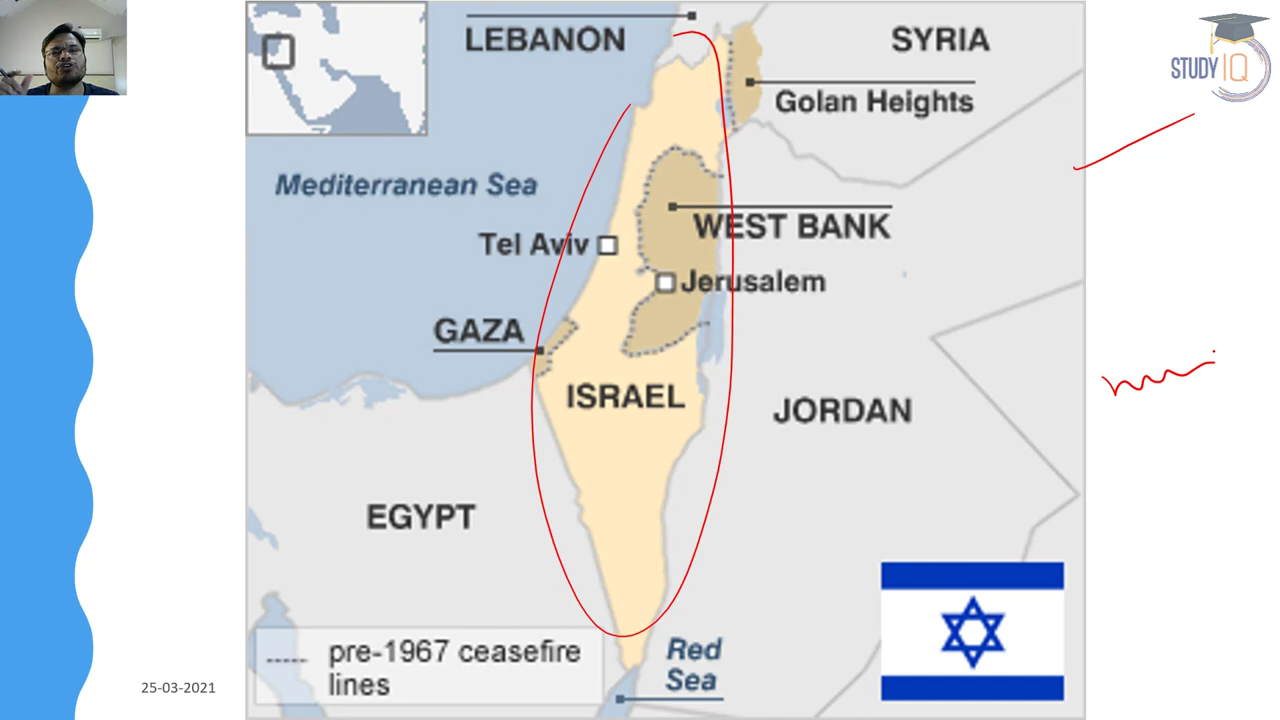 LEBANON
SYRIA
STUDY IQ
Golan Heights
Mediterranean Sea
WEST BANK
Tel Aviv
Jerusalem
GAZA
ISRAEL
JORDAN
EGYPT
pre-1967 ceasefire
lines
Red
Sea
25-03-2021